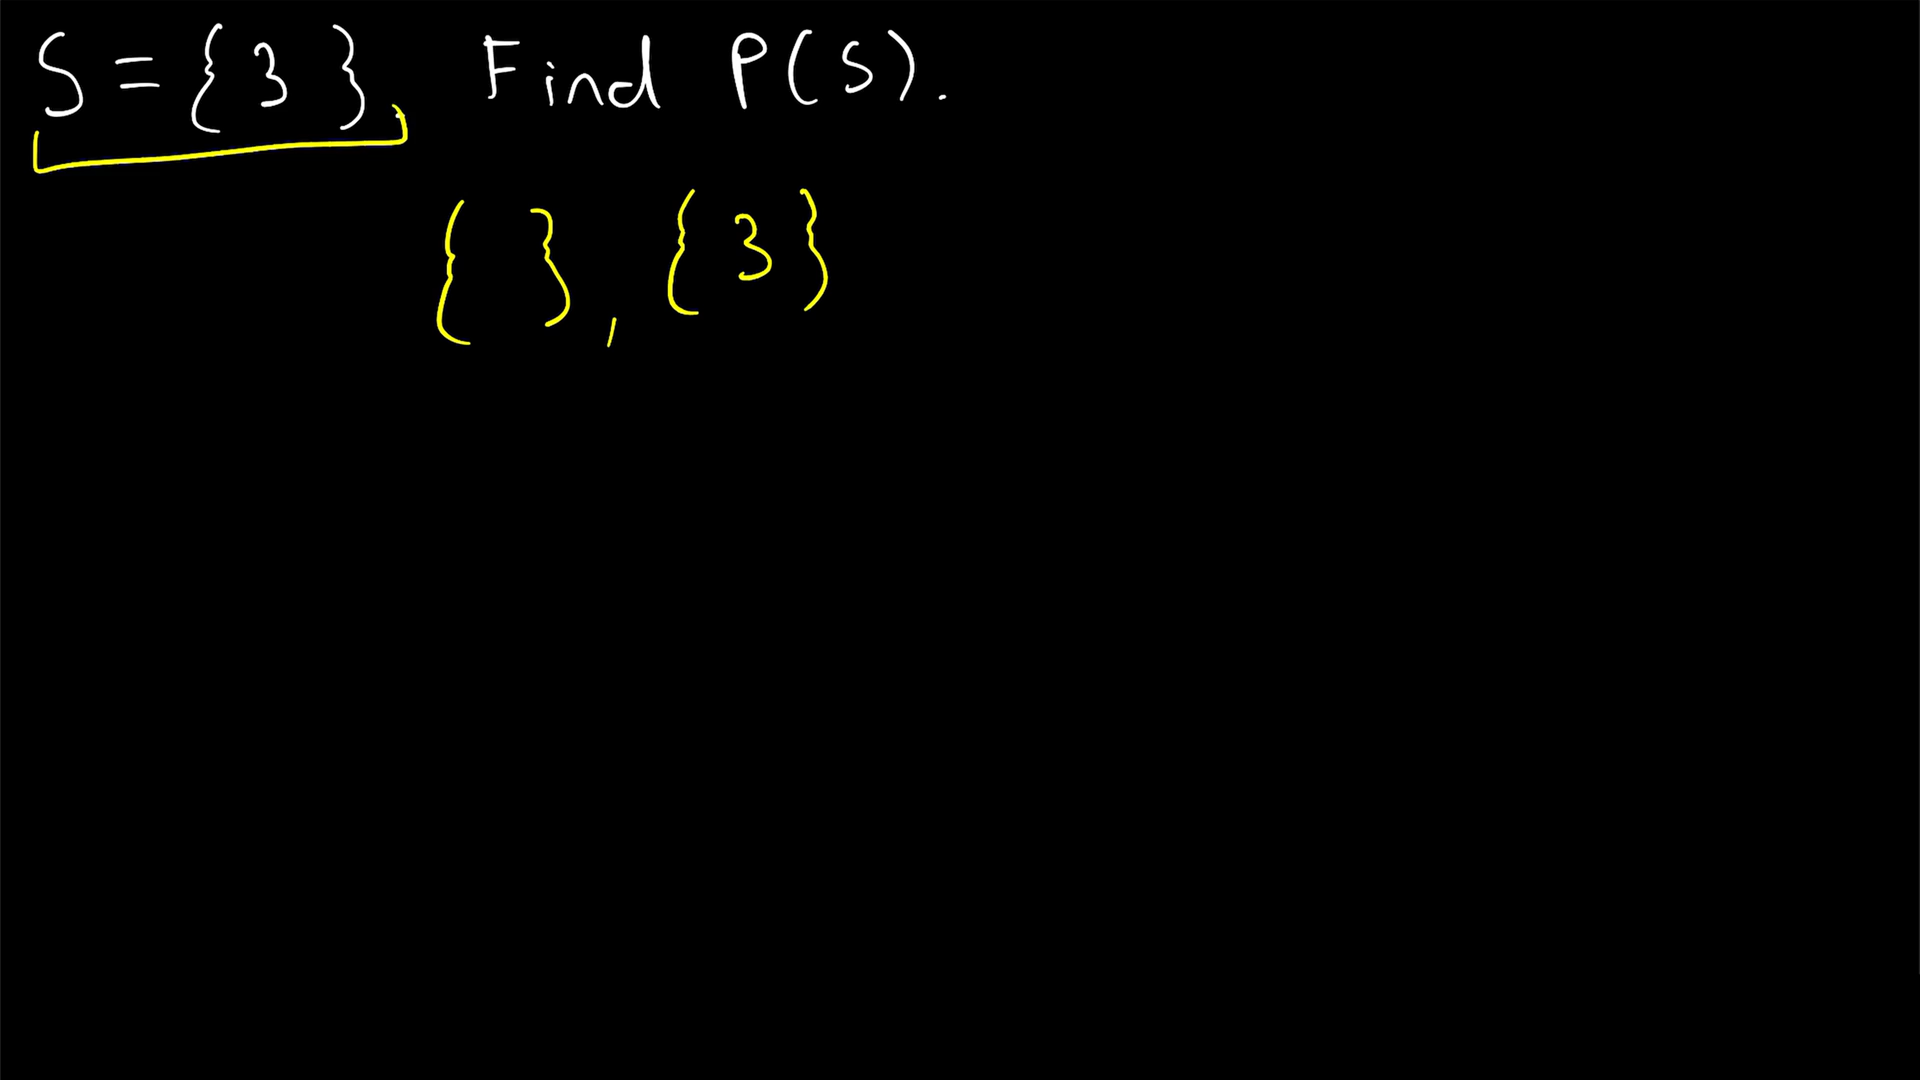 S = { 3 }. Find P(S).
{ }, { 3 }